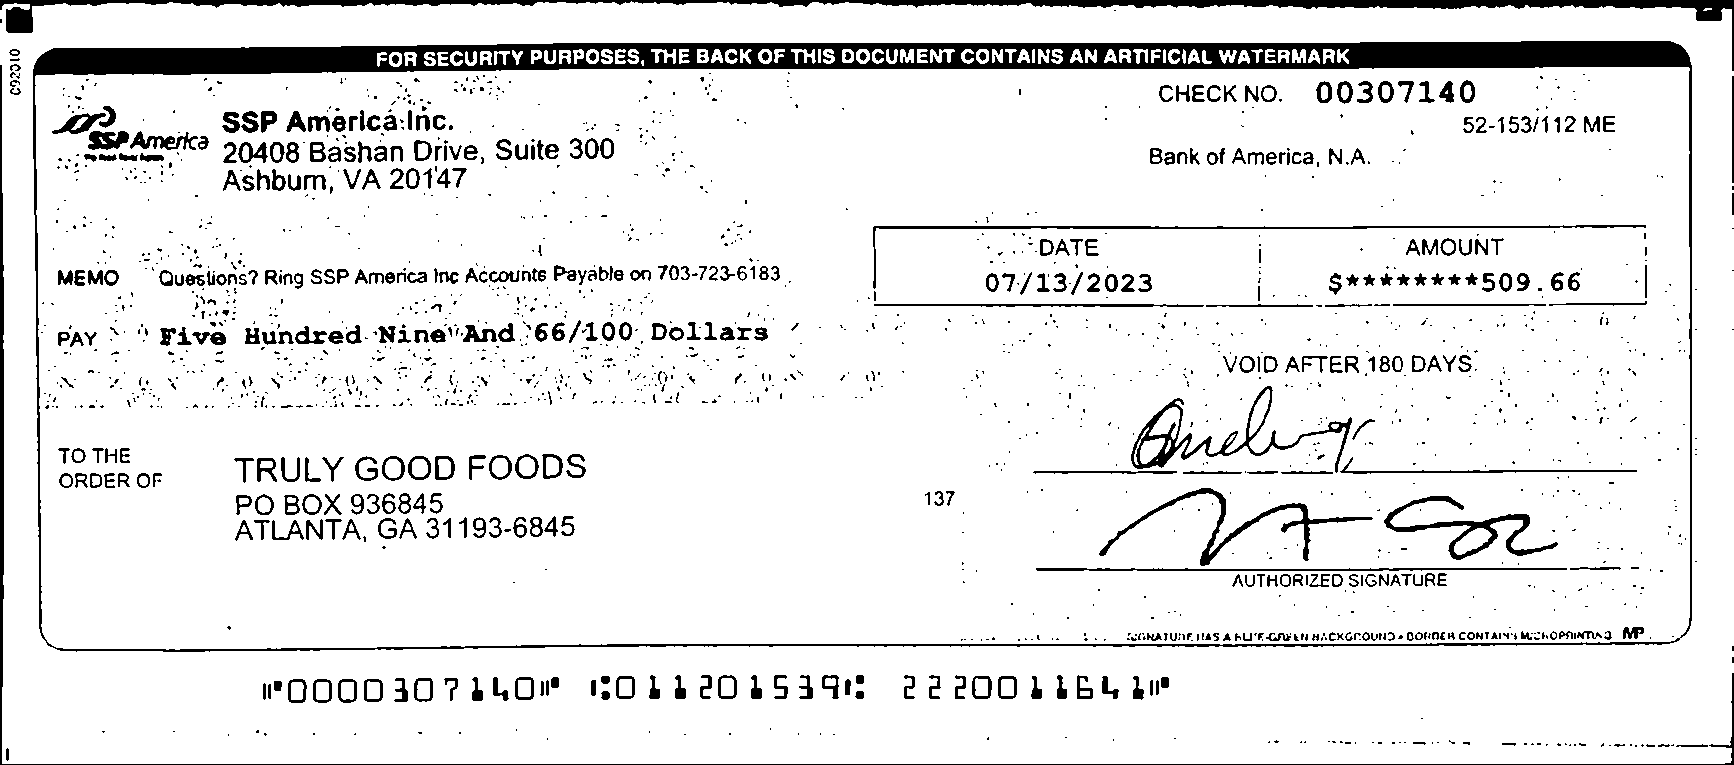 C92010
FOR SECURITY PURPOSES, THE BACK OF THIS DOCUMENT CONTAINS AN ARTIFICIAL WATERMARK
CHECK NO. 00307140
52-153/112 ME
Bank of America, N.A.
SSP America
SSP America Inc.
20408 Bashan Drive, Suite 300
Ashburn, VA 20147
DATE
AMOUNT
07/13/2023
$********509.66
MEMO Questions? Ring SSP America Inc Accounts Payable on 703-723-6183
PAY Five Hundred Nine And 66/100 Dollars
VOID AFTER 180 DAYS
TO THE
ORDER OF
TRULY GOOD FOODS
PO BOX 936845
ATLANTA, GA 31193-6845
137
AUTHORIZED SIGNATURE
SIGNATURE HAS A BLUE-GREEN BACKGROUND • BORDER CONTAINS MICROPRINTING MP
⑈0000307140⑈ ⑆011201539⑆ 222001164 1⑈